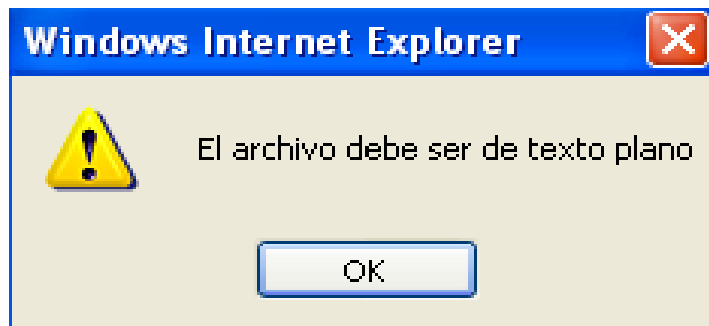 Windows Internet Explorer
El archivo debe ser de texto plano
OK